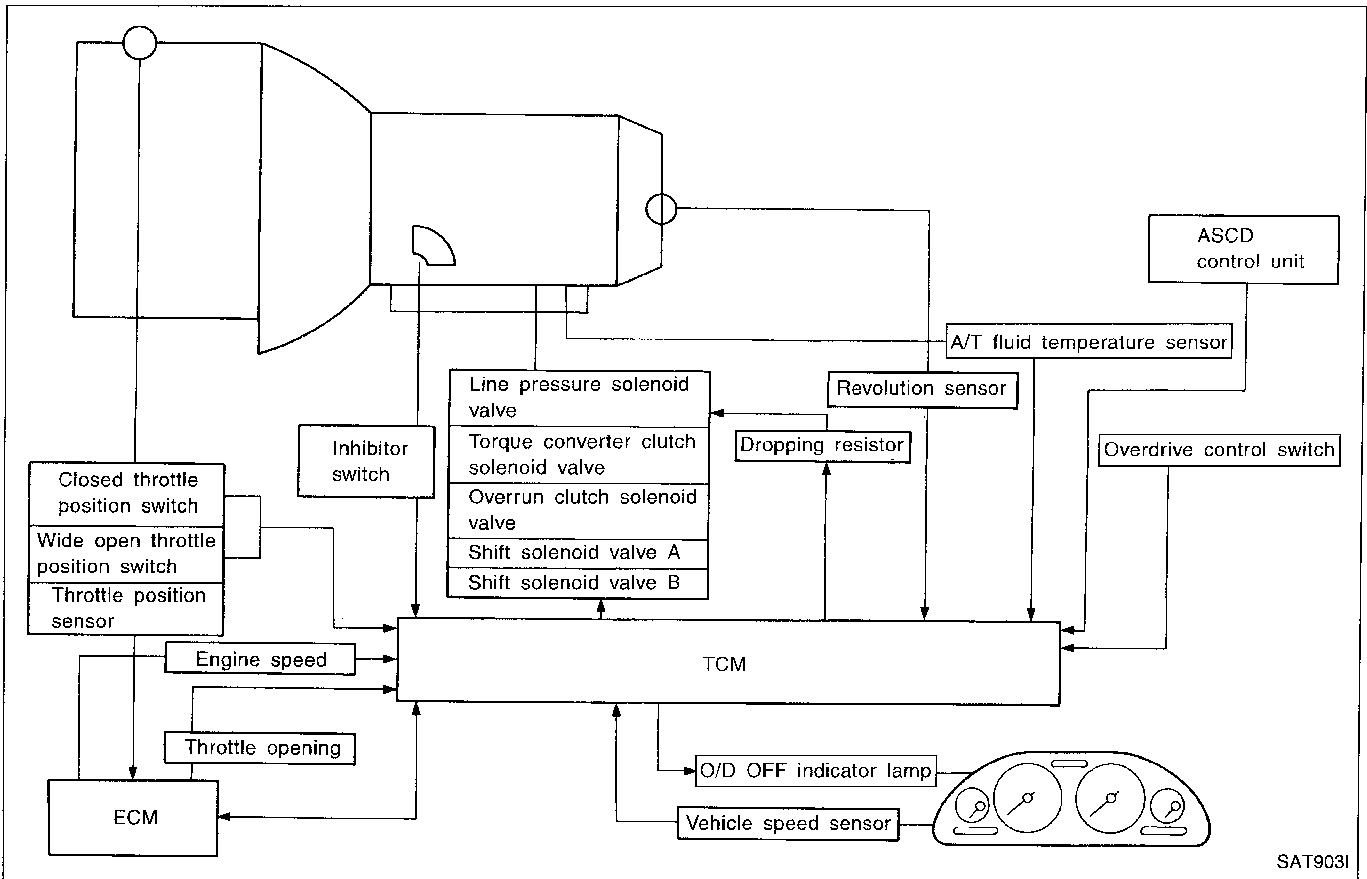 ASCD
control unit
A/T fluid temperature sensor
Line pressure solenoid
valve
Revolution sensor
Torque converter clutch
solenoid valve
Dropping resistor
Inhibitor
switch
Overdrive control switch
Closed throttle
position switch
Overrun clutch solenoid
valve
Wide open throttle
position switch
Shift solenoid valve A
Shift solenoid valve B
Throttle position
sensor
Engine speed
TCM
Throttle opening
O/D OFF indicator lamp
ECM
Vehicle speed sensor
SAT903I